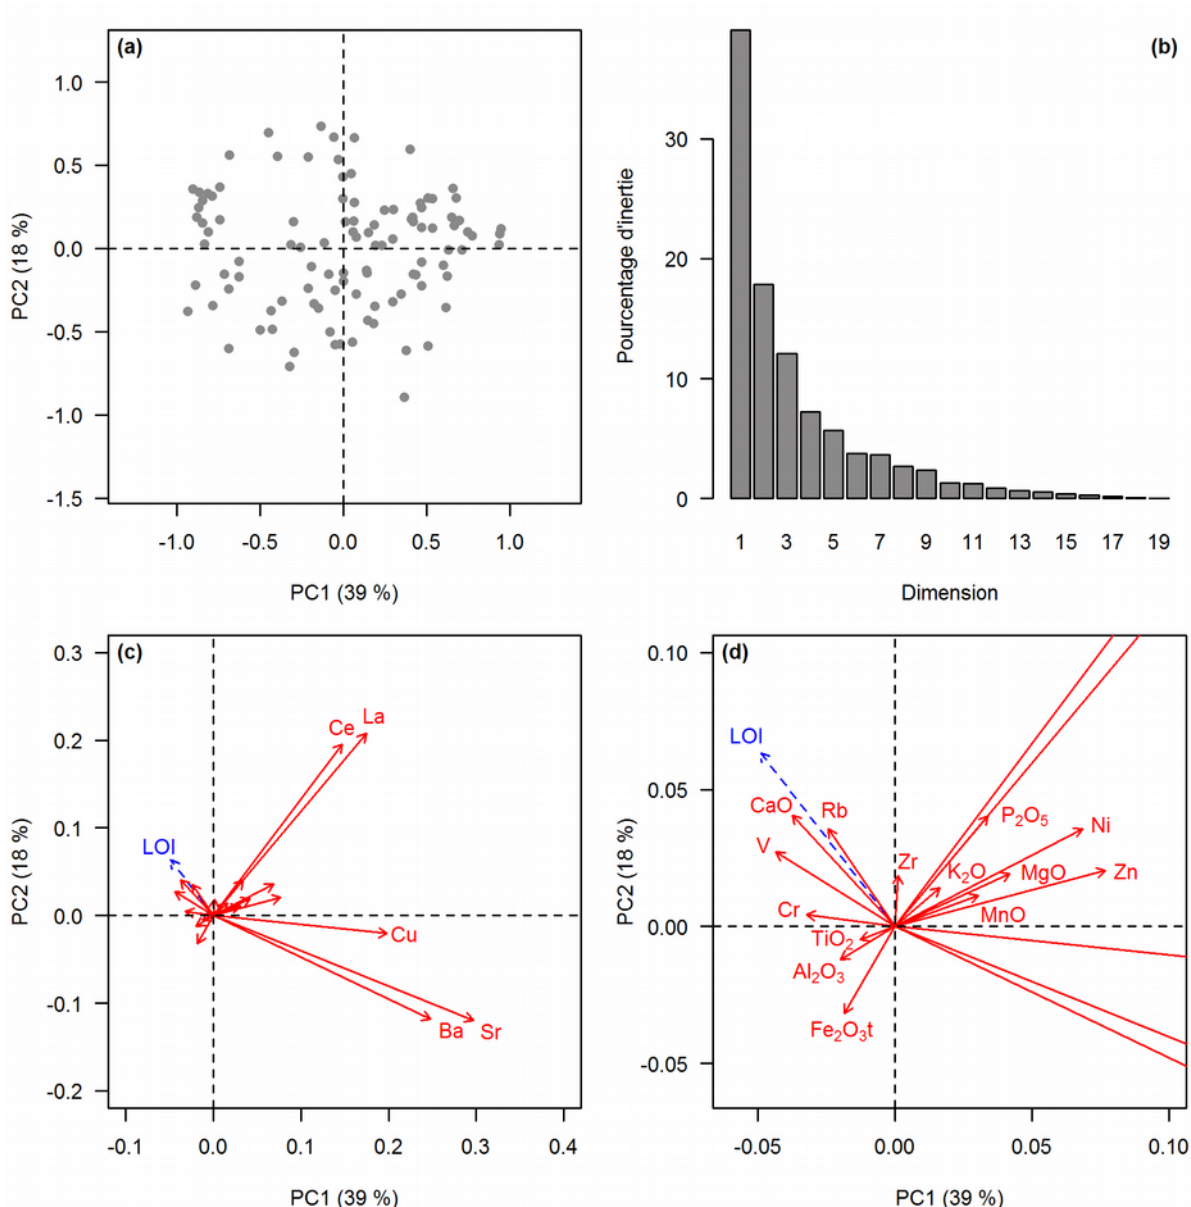 (a)
1.0
0.5
0.0
-0.5
-1.0
-1.5
PC2 (18 %)
-1.0 -0.5 0.0 0.5 1.0
PC1 (39 %)
(b)
30
20
10
0
Pourcentage d'inertie
1 3 5 7 9 11 13 15 17 19
Dimension
(c)
0.3
0.2
0.1
0.0
-0.1
-0.2
PC2 (18 %)
La
Ce
LOI
Cu
Ba
Sr
-0.1 0.0 0.1 0.2 0.3 0.4
PC1 (39 %)
(d)
0.10
0.05
0.00
-0.05
PC2 (18 %)
LOI
CaO
Rb
P₂O₅
Ni
V
Zr
K₂O
MgO
Zn
Cr
MnO
TiO₂
Al₂O₃
Fe₂O₃t
-0.05 0.00 0.05 0.10
PC1 (39 %)